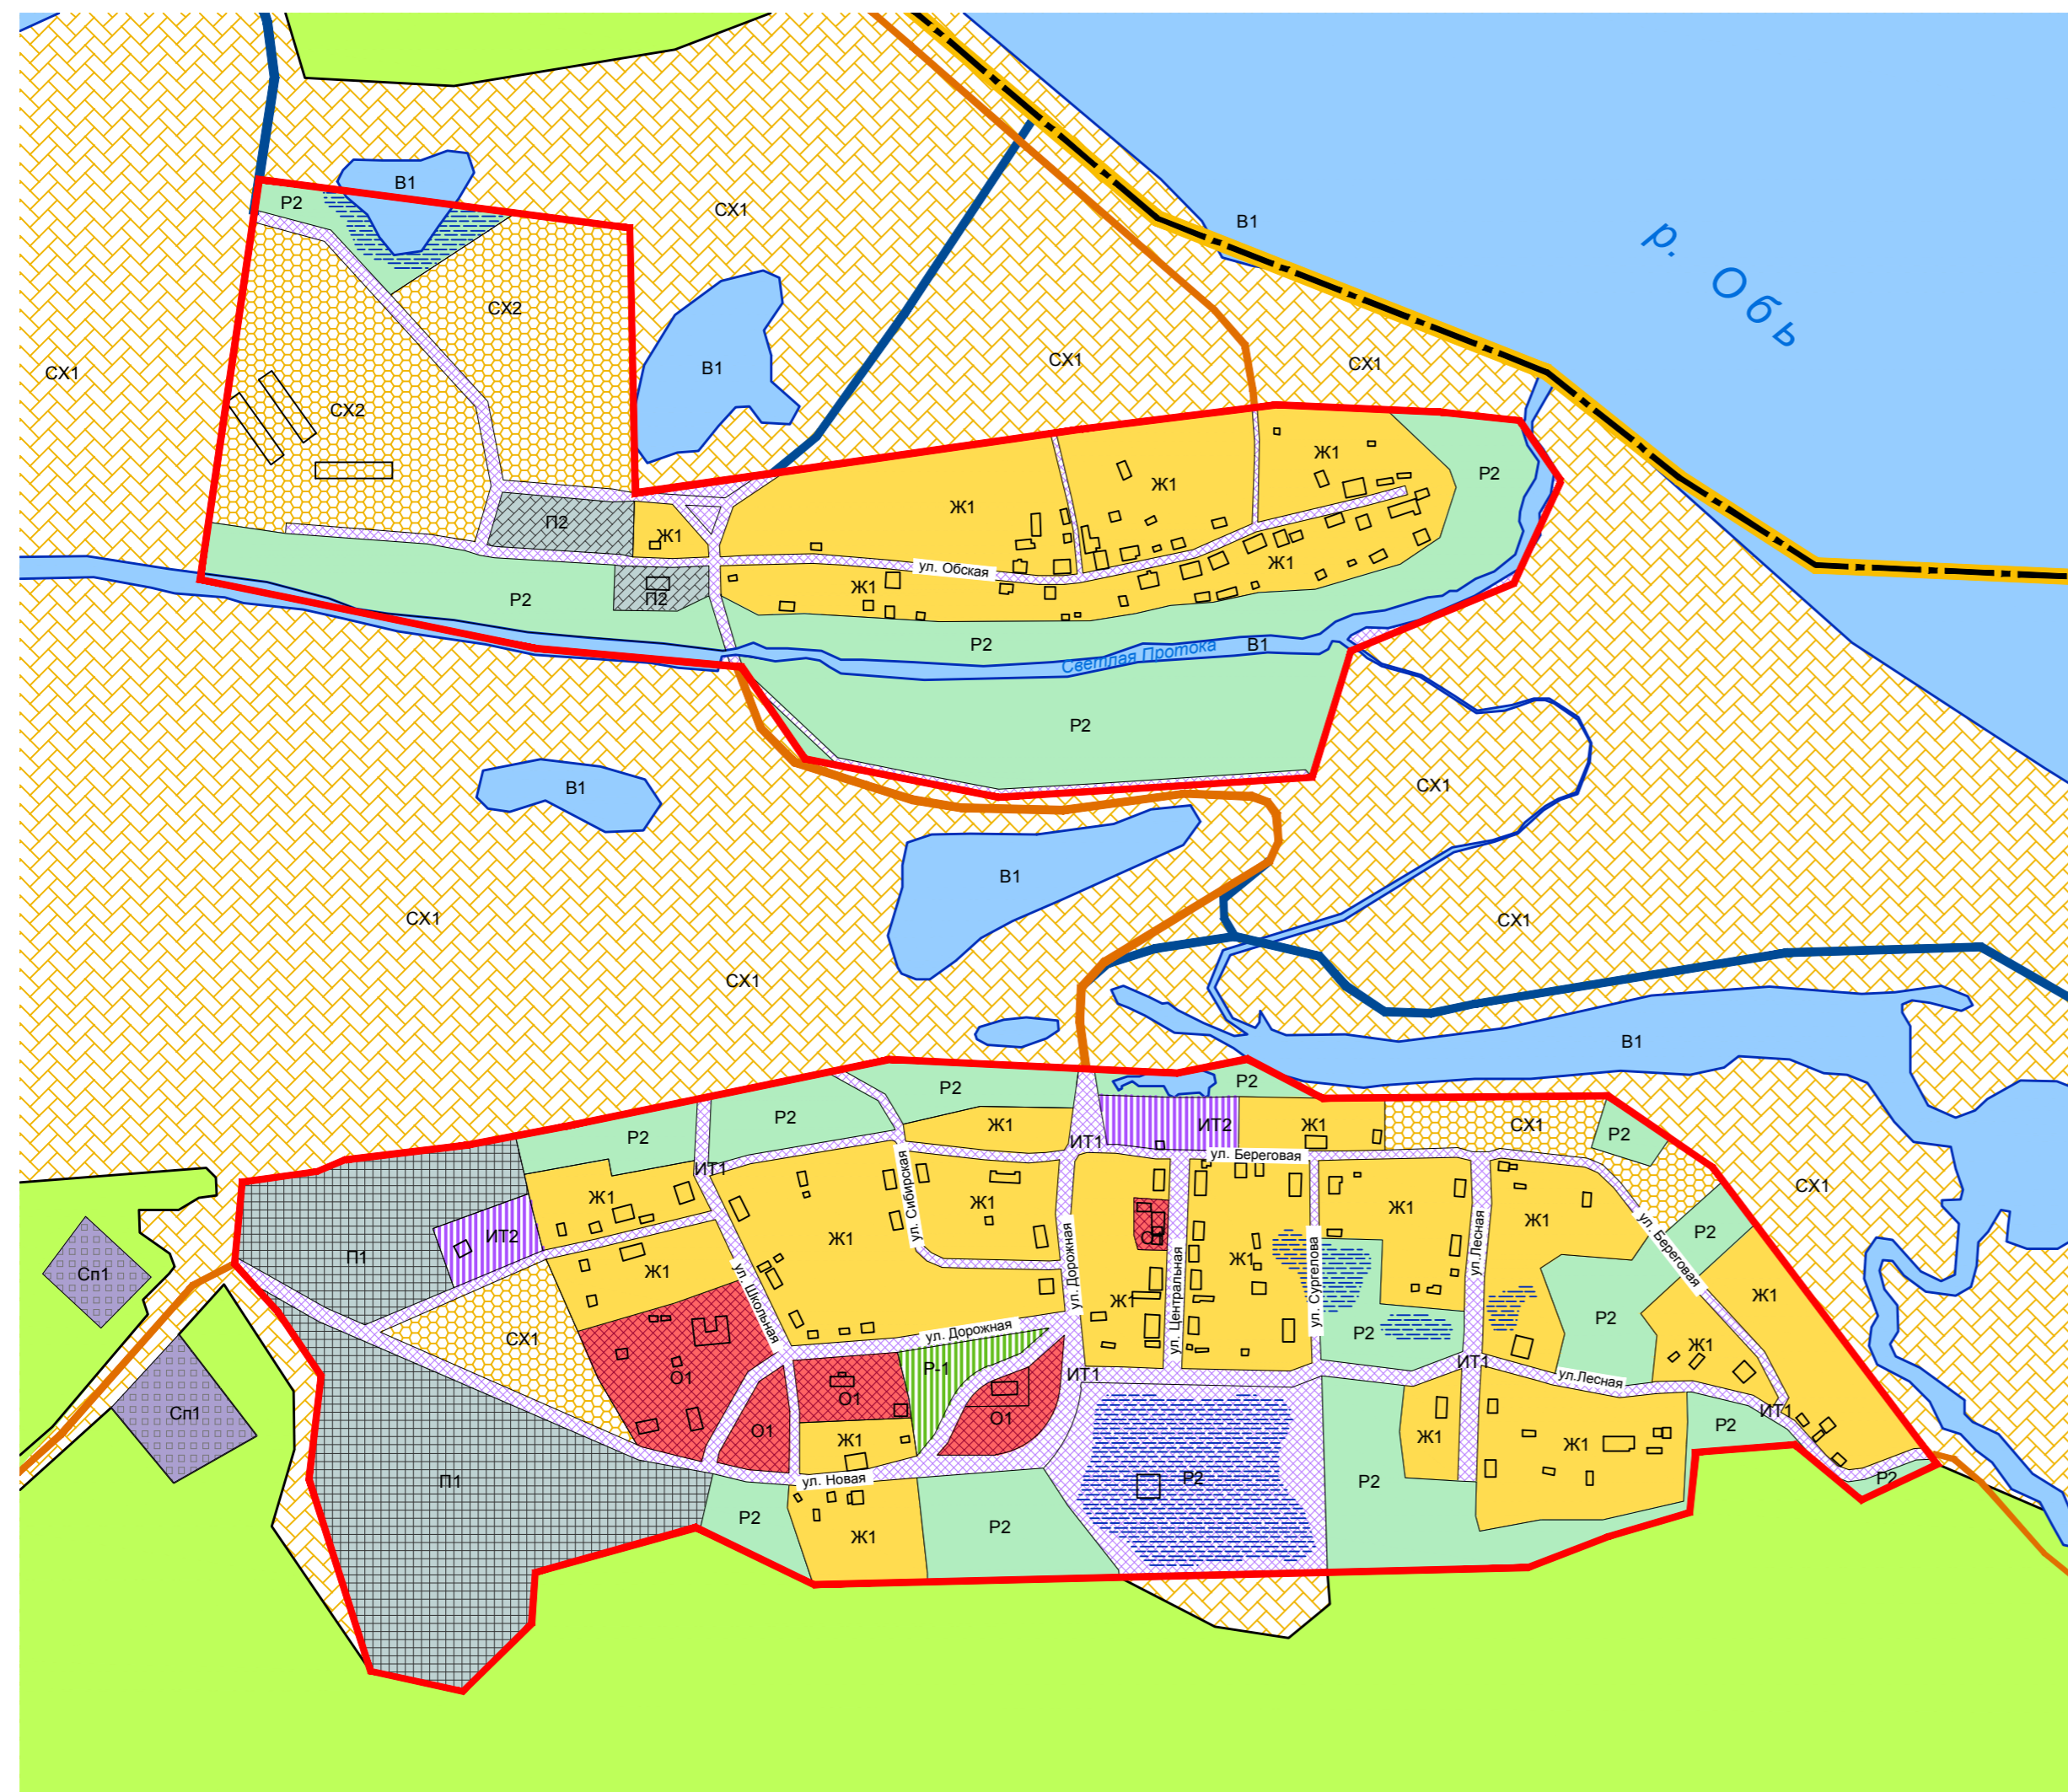 В1
Р2
СХ1
В1
р. Обь
СХ2
СХ1
В1
СХ1
СХ1
СХ2
Ж1
Р2
Ж1
Ж1
П2
Ж1
ул. Обская
Ж1
Ж1
П2
Р2
Р2
Светлая Протока
В1
Р2
В1
СХ1
В1
СХ1
СХ1
СХ1
В1
Р2
Р2
Р2
Р2
Ж1
ИТ1
ИТ2
Ж1
СХ1
Р2
ул. Береговая
ИТ1
СХ1
Ж1
ул. Сибирская
Ж1
Ж1
Ж1
ул. Береговая
Р2
ИТ2
Ж1
О1
П1
Ж1
ул. Школьная
ул. Дорожная
ул. Центральная
Ж1
ул. Сургелова
ул.Лесная
Сп1
Ж1
Ж1
СХ1
ул. Дорожная
Р2
Р2
Ж1
Р-1
О1
О1
ИТ1
ИТ1
ул.Лесная
Сп1
О1
О1
Ж1
Ж1
Ж1
ИТ1
Р2
П1
ул. Новая
Р2
Р2
Р2
Р2
Ж1
Р2